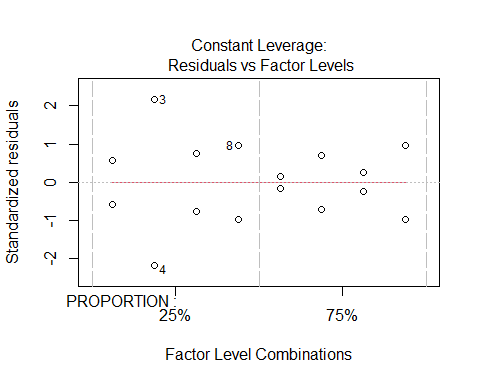 Constant Leverage:
Residuals vs Factor Levels
Standardized residuals
2
1
0
-1
-2
3
8
4
PROPORTION :
25%
75%
Factor Level Combinations